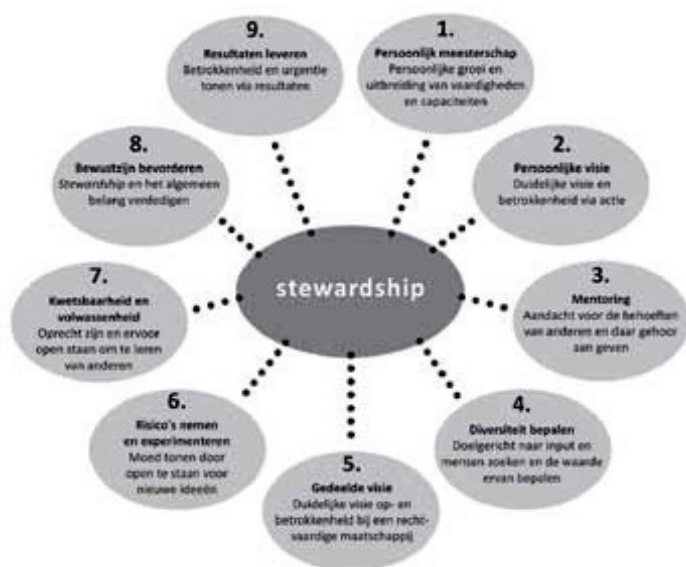 stewardship
1.
Persoonlijk meesterschap
Persoonlijke groei en
uitbreiding van vaardigheden
en capaciteiten
2.
Persoonlijke visie
Duidelijke visie en
betrokkenheid via actie
3.
Mentoring
Aandacht voor de behoeften
van anderen en daar gehoor
aan geven
4.
Diversiteit bepalen
Doelgericht naar input en
mensen zoeken en de waarde
ervan bepalen
5.
Gedeelde visie
Duidelijke visie op- en
betrokkenheid bij een recht-
vaardige maatschappij
6.
Risico's nemen
en experimenteren
Moed tonen door
open te staan voor
nieuwe ideeën
7.
Kwetsbaarheid en
volwassenheid
Oprecht zijn en ervoor
open staan om te leren
van anderen
8.
Bewustzijn bevorderen
Stewardship en het algemeen
belang verdedigen
9.
Resultaten leveren
Betrokkenheid en urgentie
tonen via resultaten